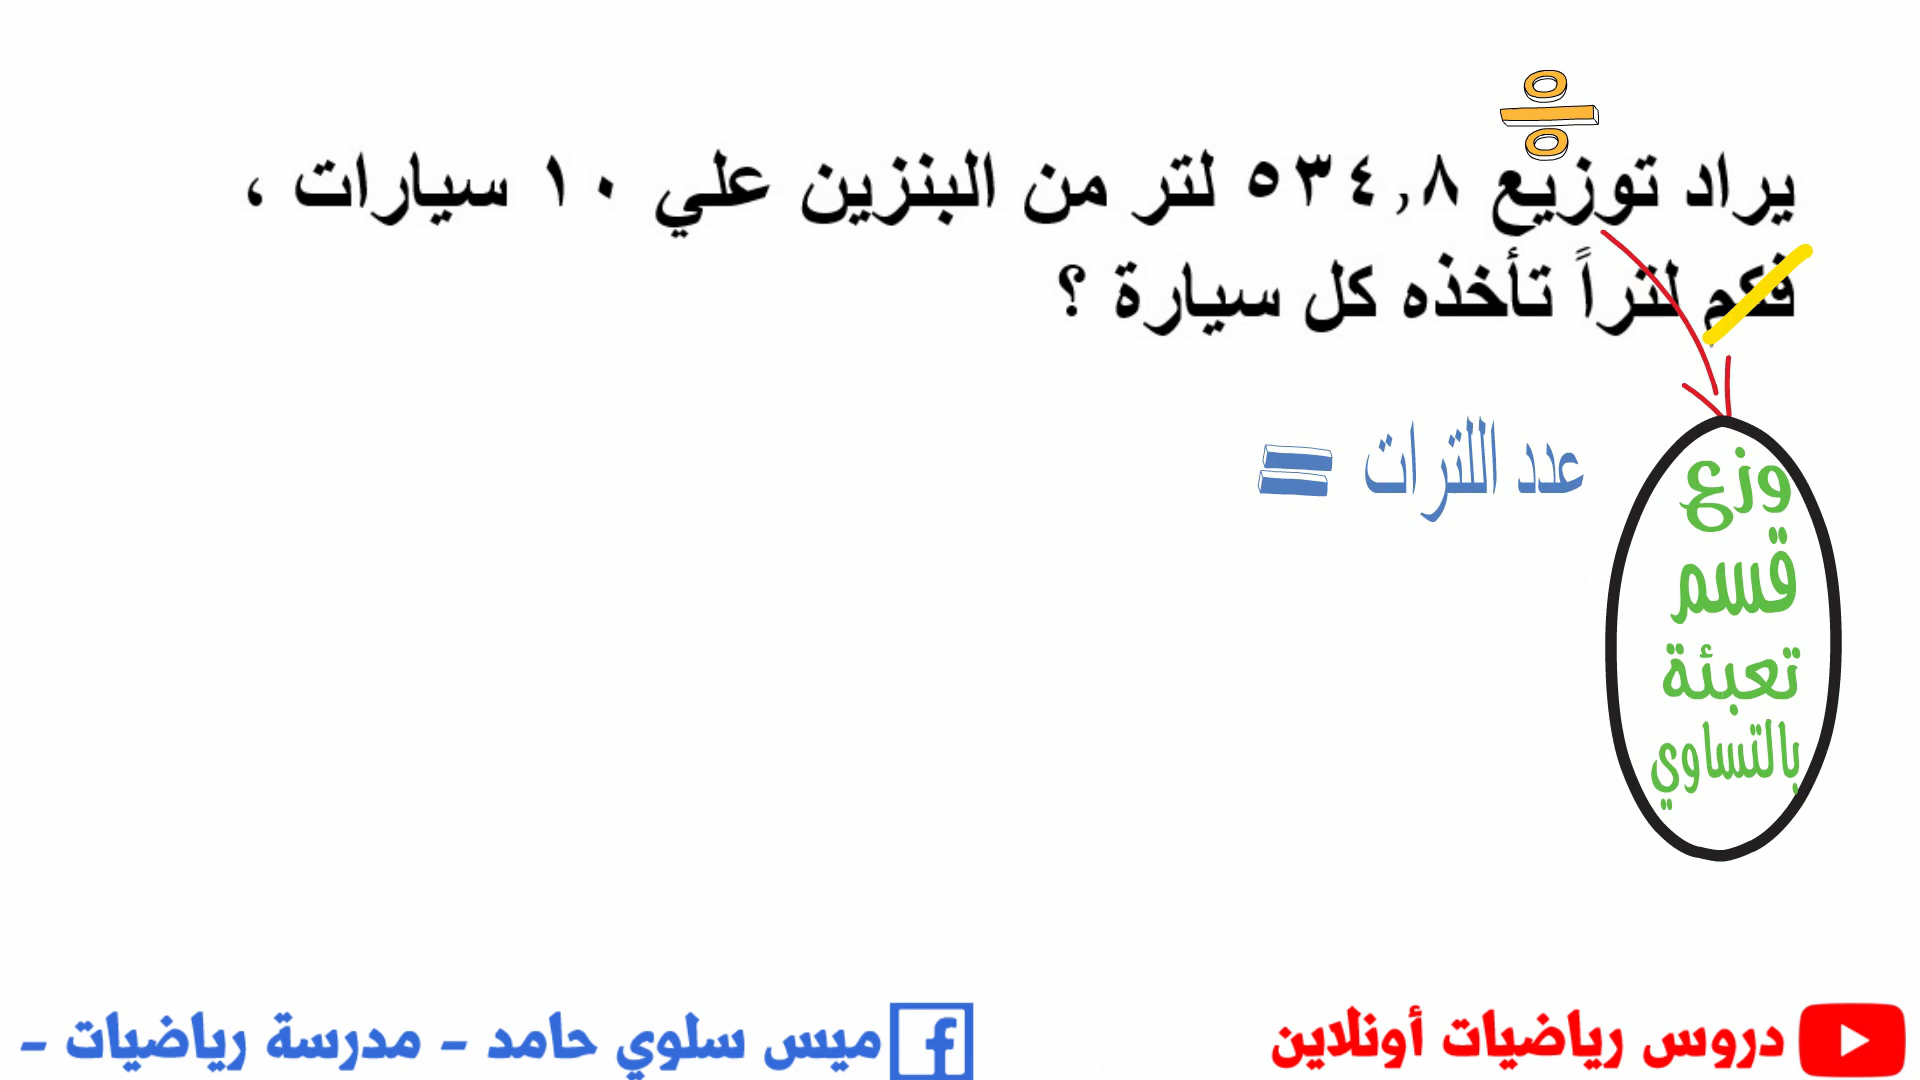 ÷
يراد توزيع ٥٣٤,٨ لتر من البنزين علي ١٠ سيارات ،
فكم لتراً تأخذه كل سيارة ؟
عدد اللترات =
وزع
قسم
تعبئة
بالتساوي
دروس رياضيات أونلاين
ميس سلوي حامد - مدرسة رياضيات -